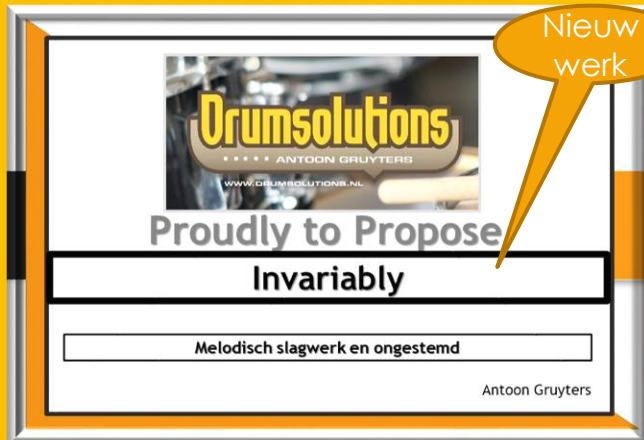 Nieuw
werk
Drumsolutions
ANTOON GRUYTERS
WWW.DRUMSOLUTIONS.NL
Proudly to Propose
Invariably
Melodisch slagwerk en ongestemd
Antoon Gruyters